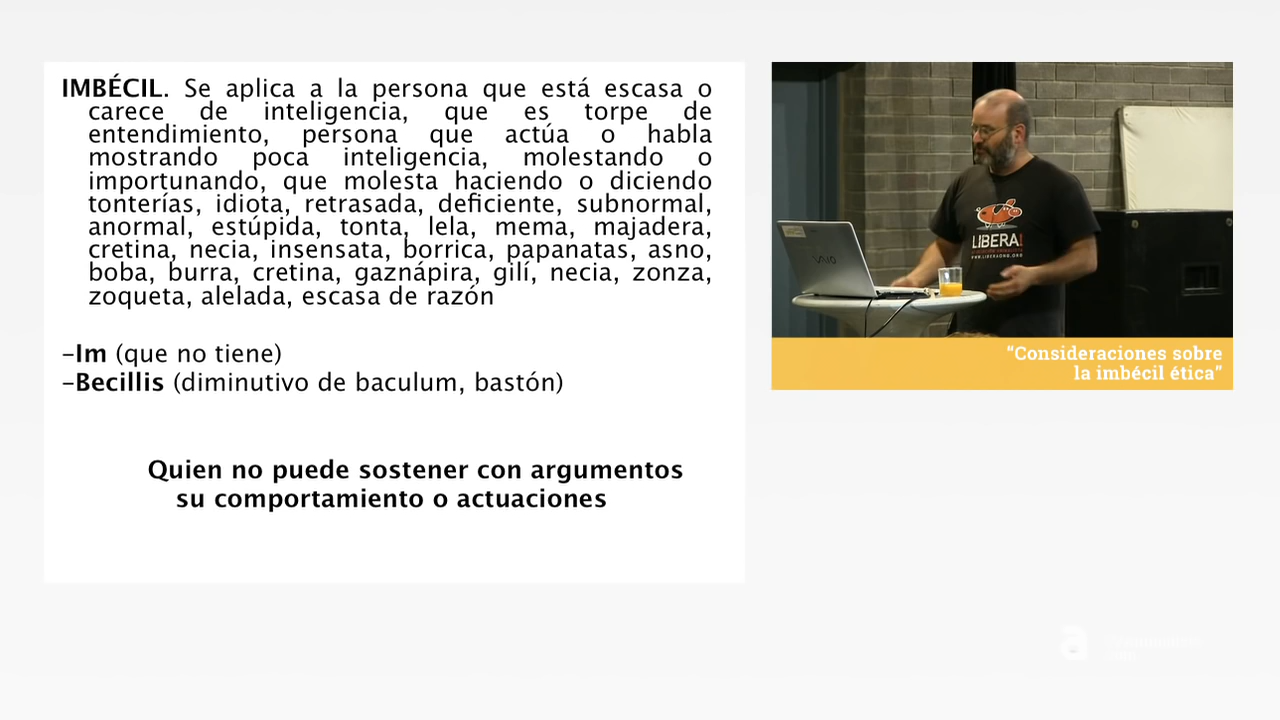 IMBÉCIL. Se aplica a la persona que está escasa o
carece de inteligencia, que es torpe de
entendimiento, persona que actúa o habla
mostrando poca inteligencia, molestando o
importunando, que molesta haciendo o diciendo
tonterías, idiota, retrasada, deficiente, subnormal,
anormal, estúpida, tonta, lela, mema, majadera,
cretina, necia, insensata, borrica, papanatas, asno,
boba, burra, cretina, gaznápira, gilí, necia, zonza,
zoqueta, alelada, escasa de razón
–Im (que no tiene)
–Becillis (diminutivo de baculum, bastón)
Quien no puede sostener con argumentos
su comportamiento o actuaciones
VAIO
LIBERA!
WWW.LIBERAONG.ORG
“Consideraciones sobre
la imbécil ética”